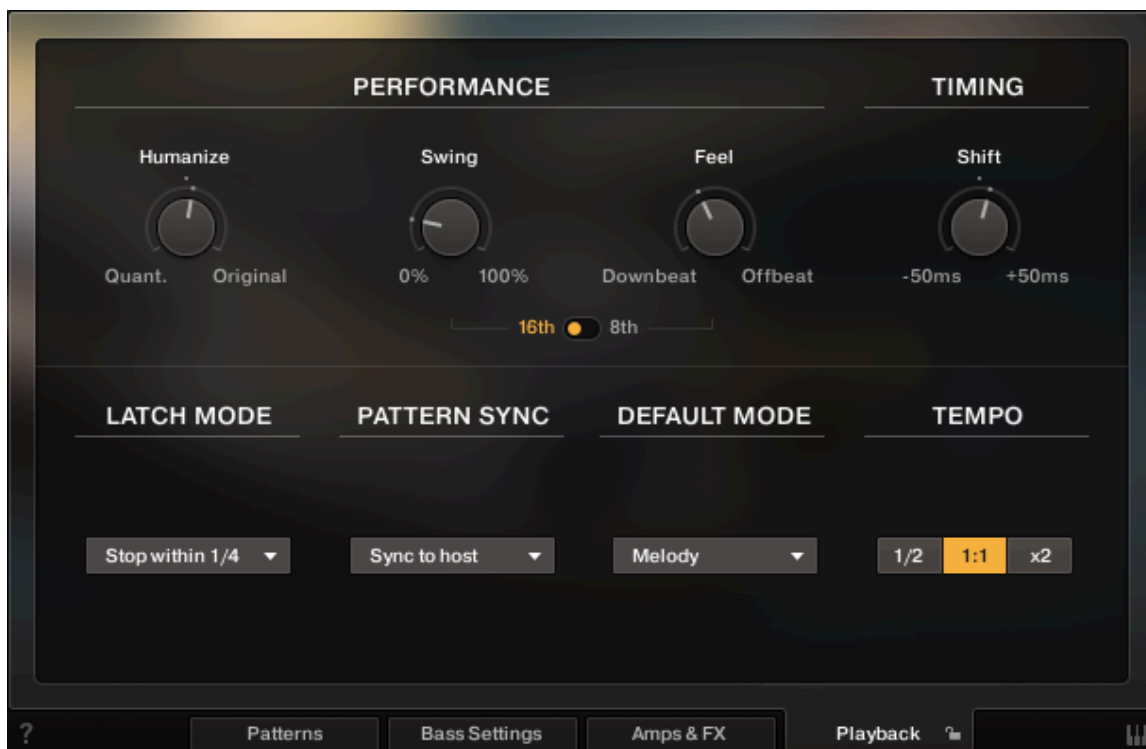 PERFORMANCE TIMING
Humanize Swing Feel Shift
Quant. Original 0% 100% Downbeat Offbeat -50ms +50ms
16th 8th
LATCH MODE PATTERN SYNC DEFAULT MODE TEMPO
Stop within 1/4 Sync to host Melody 1/2 1:1 x2
? Patterns Bass Settings Amps & FX Playback